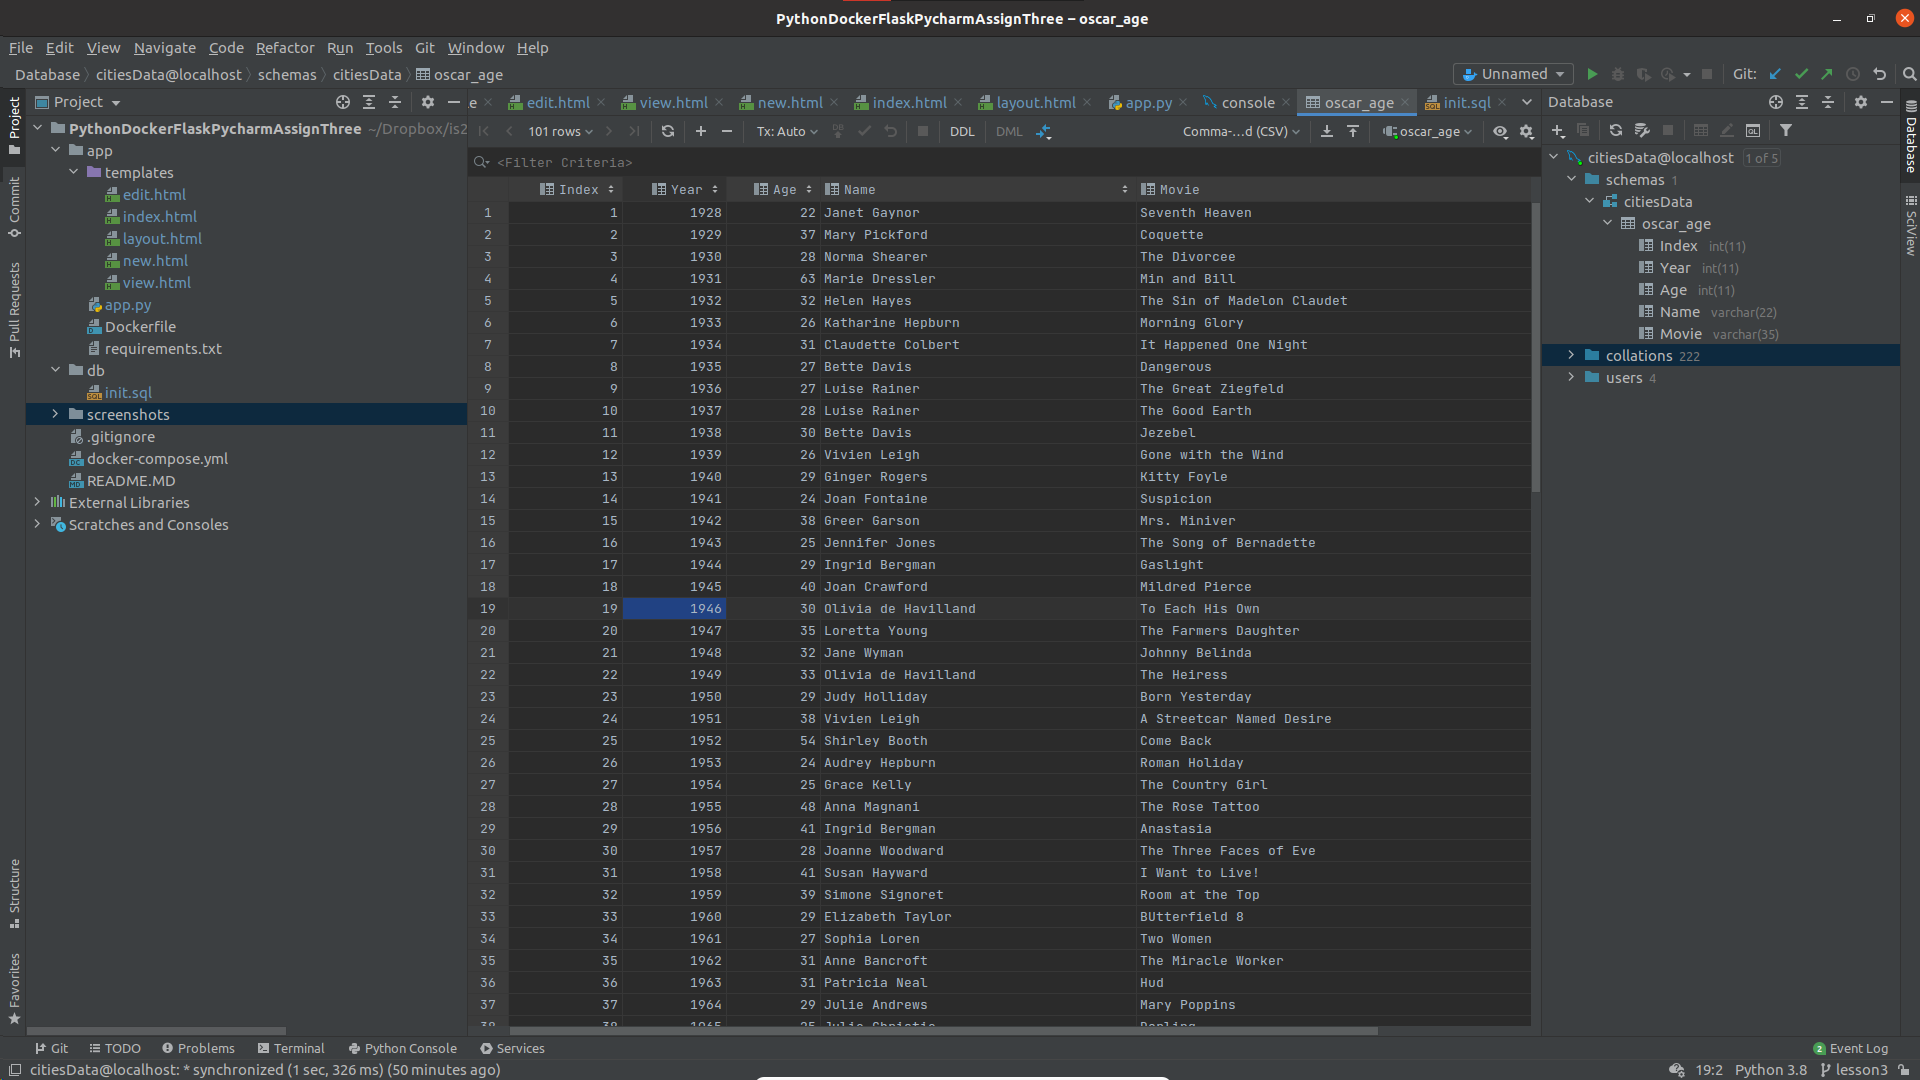 PythonDockerFlaskPycharmAssignThree – oscar_age
File Edit View Navigate Code Refactor Run Tools Git Window Help
Database citiesData@localhost schemas citiesData oscar_age
Unnamed Git:
Project
e edit.html view.html new.html index.html layout.html app.py console oscar_age init.sql
Database
101 rows Tx: Auto DB DDL DML Comma-...d (CSV) oscar_age
<Filter Criteria>
PythonDockerFlaskPycharmAssignThree ~/Dropbox/is2
app
templates
edit.html
index.html
layout.html
new.html
view.html
app.py
Dockerfile
requirements.txt
db
init.sql
screenshots
.gitignore
docker-compose.yml
README.MD
External Libraries
Scratches and Consoles
Index Year Age Name Movie
1 1 1928 22 Janet Gaynor Seventh Heaven
2 2 1929 37 Mary Pickford Coquette
3 3 1930 28 Norma Shearer The Divorcee
4 4 1931 63 Marie Dressler Min and Bill
5 5 1932 32 Helen Hayes The Sin of Madelon Claudet
6 6 1933 26 Katharine Hepburn Morning Glory
7 7 1934 31 Claudette Colbert It Happened One Night
8 8 1935 27 Bette Davis Dangerous
9 9 1936 27 Luise Rainer The Great Ziegfeld
10 10 1937 28 Luise Rainer The Good Earth
11 11 1938 30 Bette Davis Jezebel
12 12 1939 26 Vivien Leigh Gone with the Wind
13 13 1940 29 Ginger Rogers Kitty Foyle
14 14 1941 24 Joan Fontaine Suspicion
15 15 1942 38 Greer Garson Mrs. Miniver
16 16 1943 25 Jennifer Jones The Song of Bernadette
17 17 1944 29 Ingrid Bergman Gaslight
18 18 1945 40 Joan Crawford Mildred Pierce
19 19 1946 30 Olivia de Havilland To Each His Own
20 20 1947 35 Loretta Young The Farmers Daughter
21 21 1948 32 Jane Wyman Johnny Belinda
22 22 1949 33 Olivia de Havilland The Heiress
23 23 1950 29 Judy Holliday Born Yesterday
24 24 1951 38 Vivien Leigh A Streetcar Named Desire
25 25 1952 54 Shirley Booth Come Back
26 26 1953 24 Audrey Hepburn Roman Holiday
27 27 1954 25 Grace Kelly The Country Girl
28 28 1955 48 Anna Magnani The Rose Tattoo
29 29 1956 41 Ingrid Bergman Anastasia
30 30 1957 28 Joanne Woodward The Three Faces of Eve
31 31 1958 41 Susan Hayward I Want to Live!
32 32 1959 39 Simone Signoret Room at the Top
33 33 1960 29 Elizabeth Taylor BUtterfield 8
34 34 1961 27 Sophia Loren Two Women
35 35 1962 31 Anne Bancroft The Miracle Worker
36 36 1963 31 Patricia Neal Hud
37 37 1964 29 Julie Andrews Mary Poppins
38 38 1965 25 Julie Christie Darling
citiesData@localhost 1 of 5
schemas 1
citiesData
oscar_age
Index int(11)
Year int(11)
Age int(11)
Name varchar(22)
Movie varchar(35)
collations 222
users 4
Project
Commit
Pull Requests
Structure
Favorites
Database
SciView
Git TODO Problems Terminal Python Console Services 2 Event Log
citiesData@localhost: * synchronized (1 sec, 326 ms) (50 minutes ago) 19:2 Python 3.8 lesson3